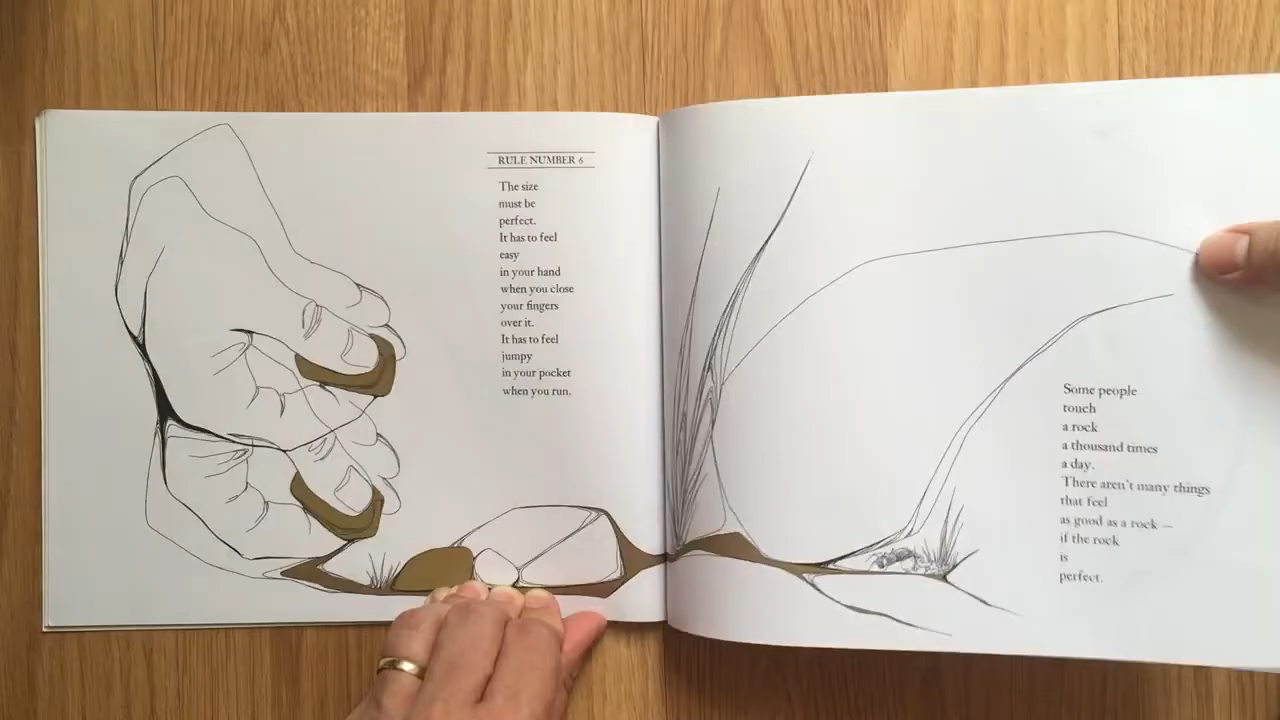 RULE NUMBER 6
The size
must be
perfect.
It has to feel
easy
in your hand
when you close
your fingers
over it.
It has to feel
jumpy
in your pocket
when you run.
Some people
touch
a rock
a thousand times
a day.
There aren't many things
that feel
as good as a rock —
if the rock
is
perfect.